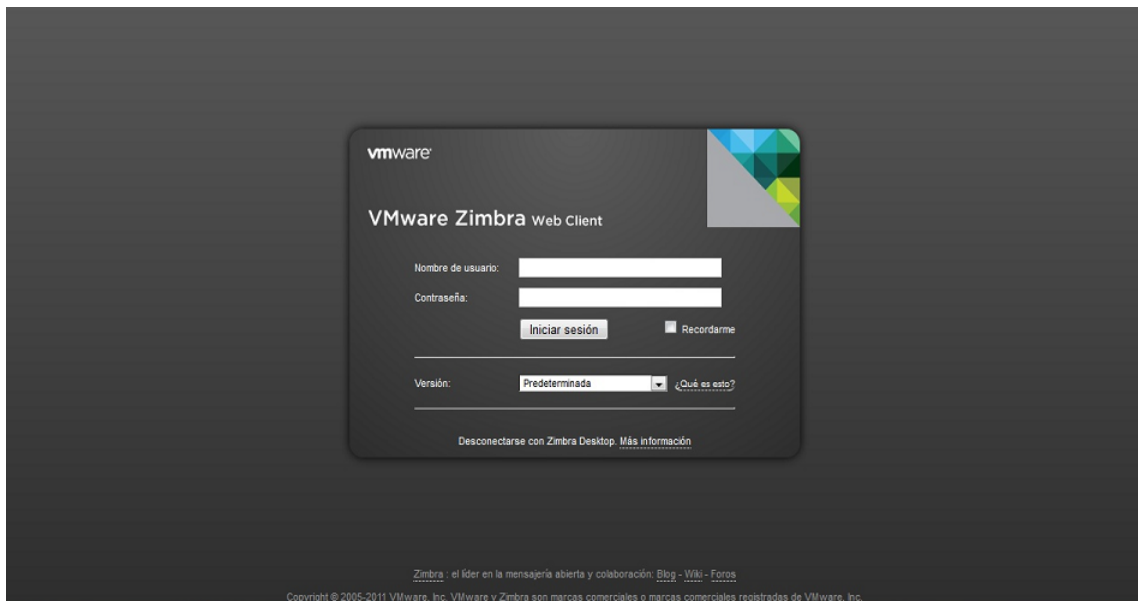 vmware
VMware Zimbra Web Client
Nombre de usuario:
Contraseña:
Iniciar sesión Recordarme
Versión: Predeterminada ¿Qué es esto?
Desconectarse con Zimbra Desktop. Más información
Zimbra : el líder en la mensajería abierta y colaboración: Blog - Wiki - Foros
Copyright © 2005-2011 VMware, Inc. VMware y Zimbra son marcas comerciales o marcas comerciales registradas de VMware, Inc.